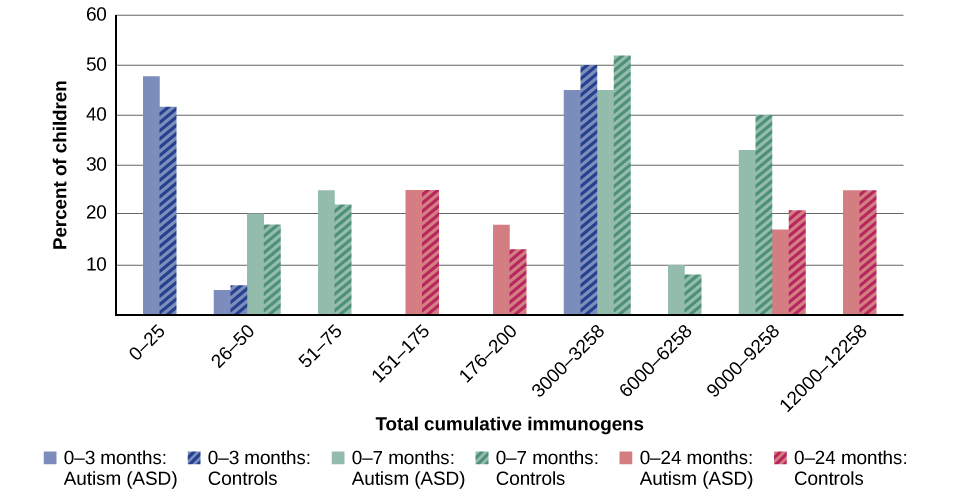 60
50
40
30
20
10
Percent of children
0–25
26–50
51–75
151–175
176–200
3000–3258
6000–6258
9000–9258
12000–12258
Total cumulative immunogens
0–3 months:
Autism (ASD)
0–3 months:
Controls
0–7 months:
Autism (ASD)
0–7 months:
Controls
0–24 months:
Autism (ASD)
0–24 months:
Controls